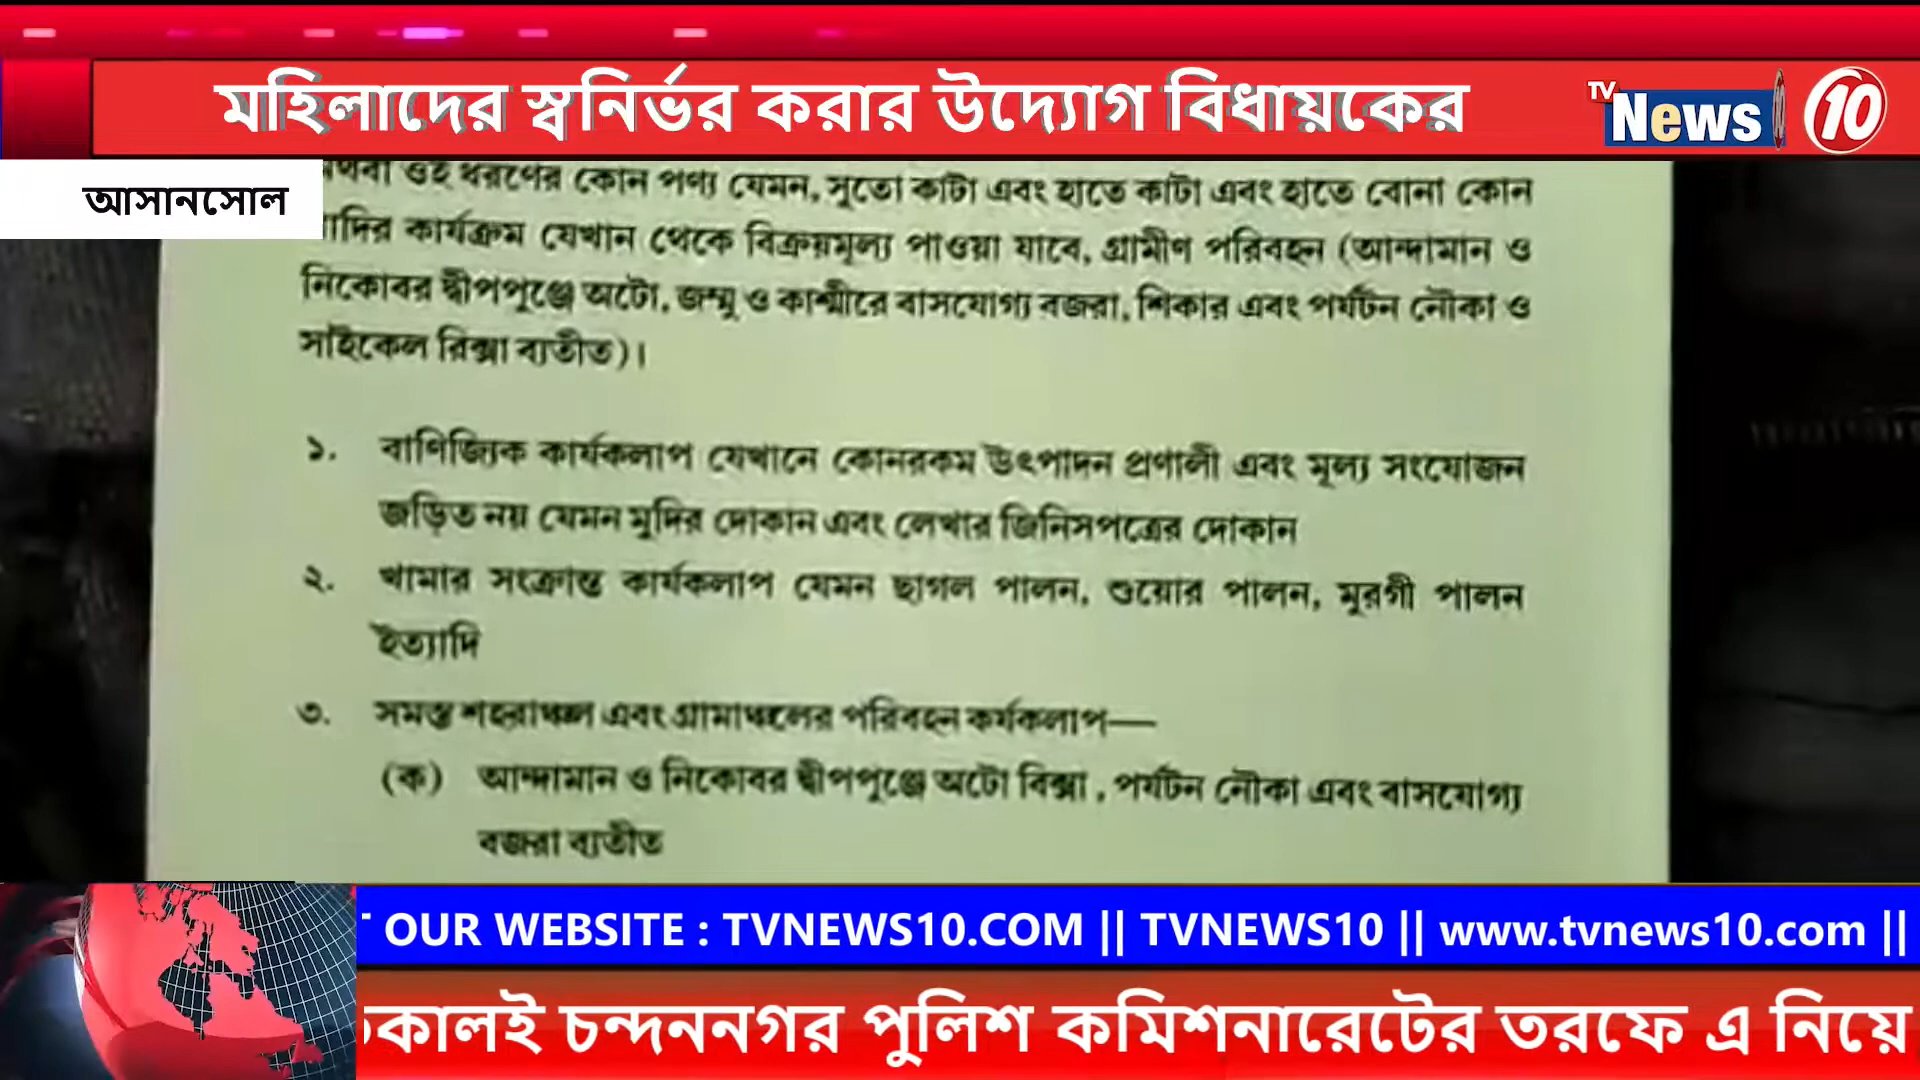 মহিলাদের স্বনির্ভর করার উদ্যোগ বিধায়কের
TV News 10
আসানসোল
ওই ধরণের কোন পণ্য যেমন, সুতো কাটা এবং হাতে কাটা এবং হাতে বোনা কোন
কার্যক্রম যেখান থেকে বিক্রয়মূল্য পাওয়া যাবে, গ্রামীণ পরিবহন (আন্দামান ও
নিকোবর দ্বীপপুঞ্জে অটো, জম্মু ও কাশ্মীরে বাসযোগ্য বজরা, শিকার এবং পর্যটন নৌকা ও
সাইকেল রিক্সা ব্যতীত)।
১. বাণিজ্যিক কার্যকলাপ যেখানে কোনরকম উৎপাদন প্রণালী এবং মূল্য সংযোজন
জড়িত নয় যেমন মুদির দোকান এবং লেখার জিনিসপত্রের দোকান
২. খামার সংক্রান্ত কার্যকলাপ যেমন ছাগল পালন, শুয়োর পালন, মুরগী পালন
ইত্যাদি
৩. সমস্ত শহরাঞ্চল এবং গ্রামাঞ্চলের পরিবহন কর্যকলাপ—
(ক) আন্দামান ও নিকোবর দ্বীপপুঞ্জে অটো রিক্সা, পর্যটন নৌকা এবং বাসযোগ্য
বজরা ব্যতীত
OUR WEBSITE : TVNEWS10.COM || TVNEWS10 || www.tvnews10.com ||
চন্দননগর পুলিশ কমিশনারেটের তরফে এ নিয়ে